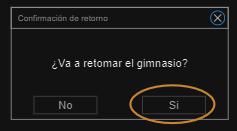 Confirmación de retorno
¿Va a retomar el gimnasio?
No
Si